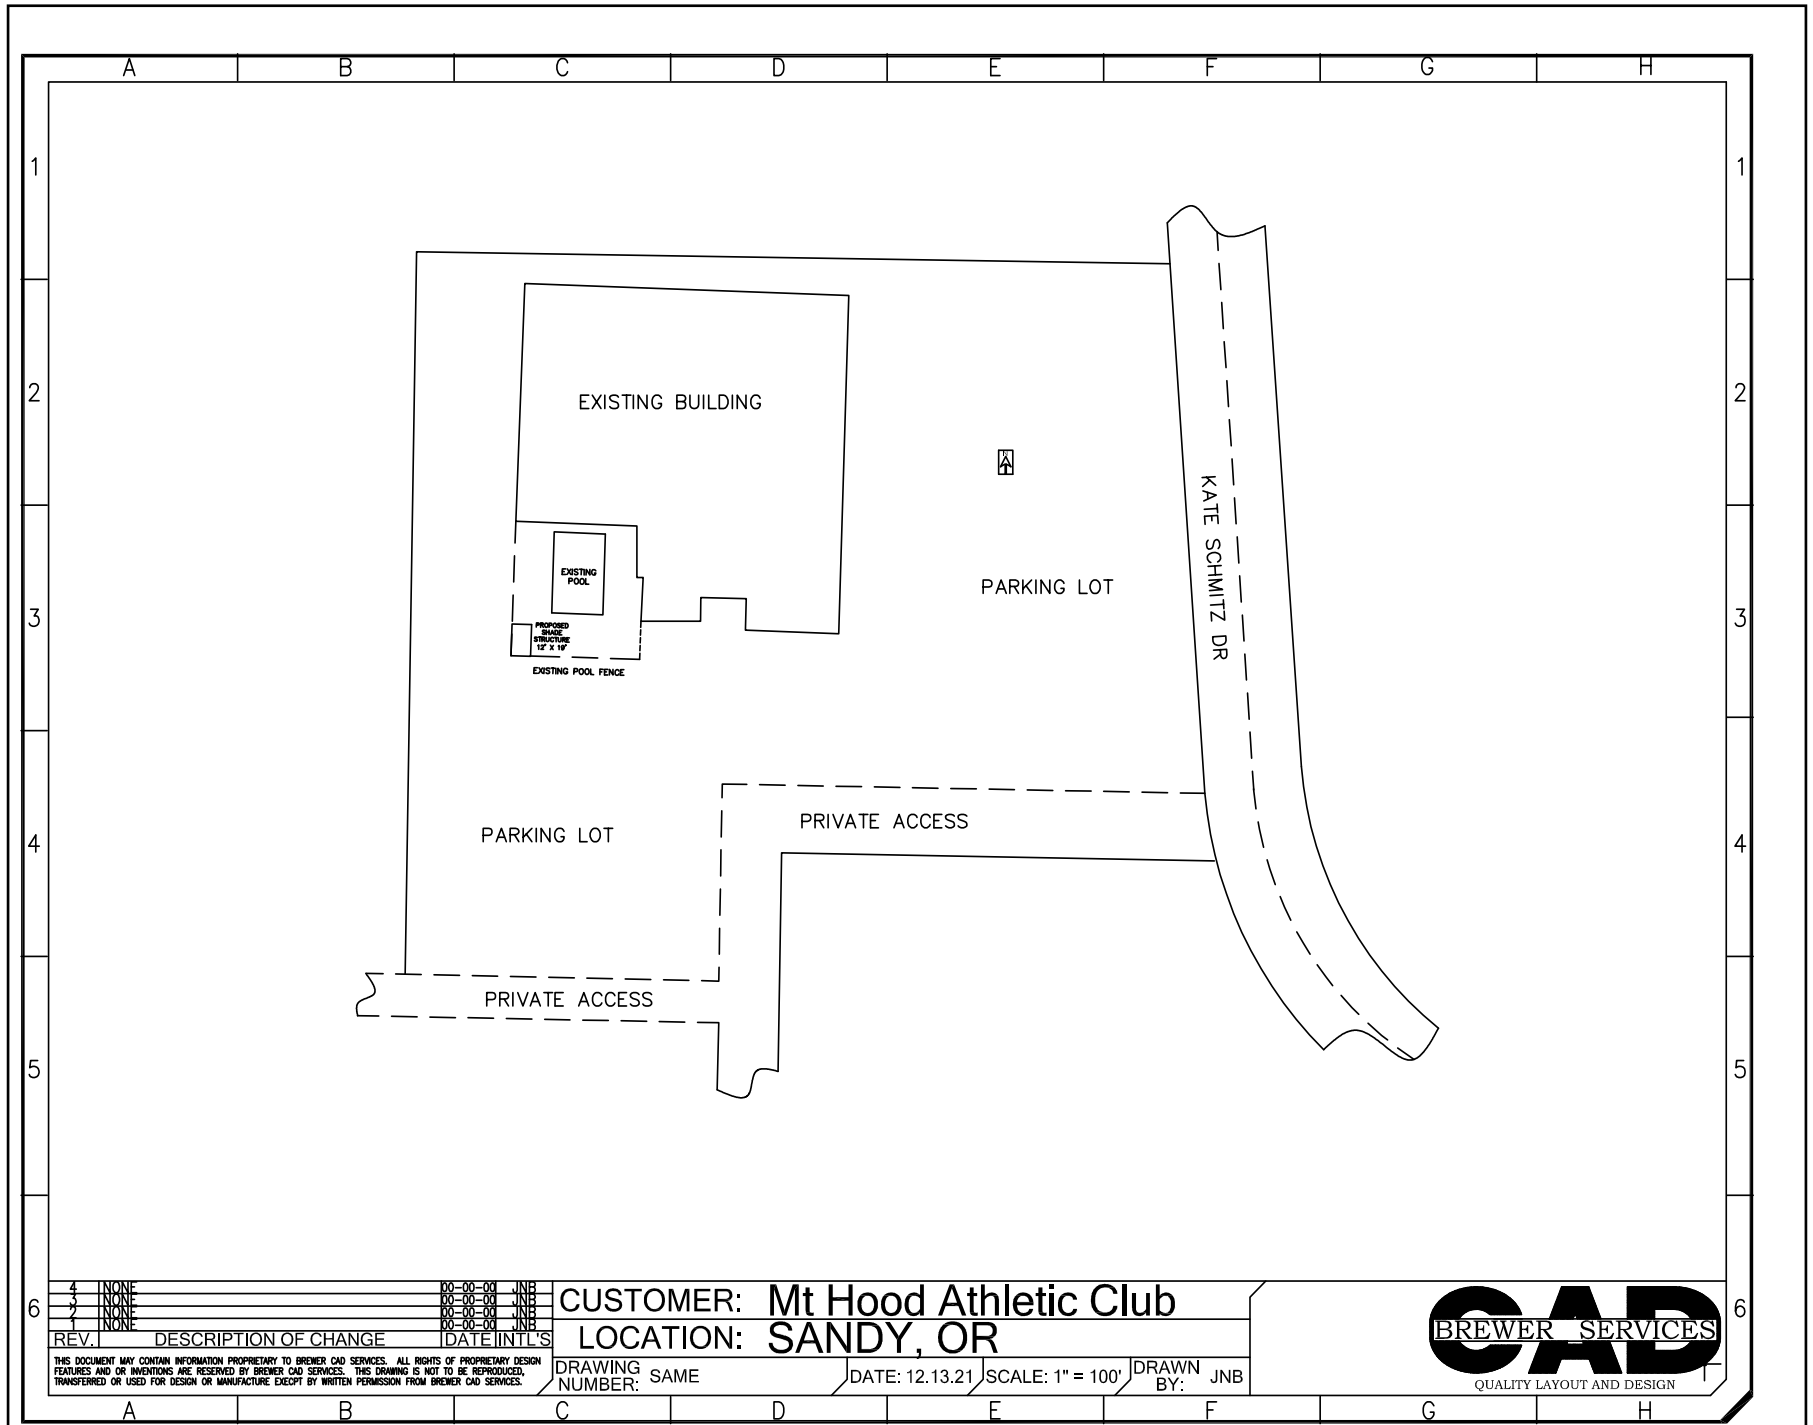 A B C D E F G H
1 1
2 2
3 3
4 4
5 5
6 6
EXISTING BUILDING
N
KATE SCHMITZ DR
EXISTING
POOL
PARKING LOT
PROPOSED
SHADE
STRUCTURE
12' X 19'
EXISTING POOL FENCE
PRIVATE ACCESS
PARKING LOT
PRIVATE ACCESS
4 NONE 00-00-00 JNB
3 NONE 00-00-00 JNB
2 NONE 00-00-00 JNB
1 NONE 00-00-00 JNB
REV. DESCRIPTION OF CHANGE DATE INTL'S
THIS DOCUMENT MAY CONTAIN INFORMATION PROPRIETARY TO BREWER CAD SERVICES. ALL RIGHTS OF PROPRIETARY DESIGN
FEATURES AND OR INVENTIONS ARE RESERVED BY BREWER CAD SERVICES. THIS DRAWING IS NOT TO BE REPRODUCED,
TRANSFERRED OR USED FOR DESIGN OR MANUFACTURE EXECPT BY WRITTEN PERMISSION FROM BREWER CAD SERVICES.
CUSTOMER: Mt Hood Athletic Club
LOCATION: SANDY, OR
DRAWING
NUMBER: SAME
DATE: 12.13.21
SCALE: 1" = 100'
DRAWN
BY: JNB
CAD
BREWER SERVICES
QUALITY LAYOUT AND DESIGN
A B C D E F G H